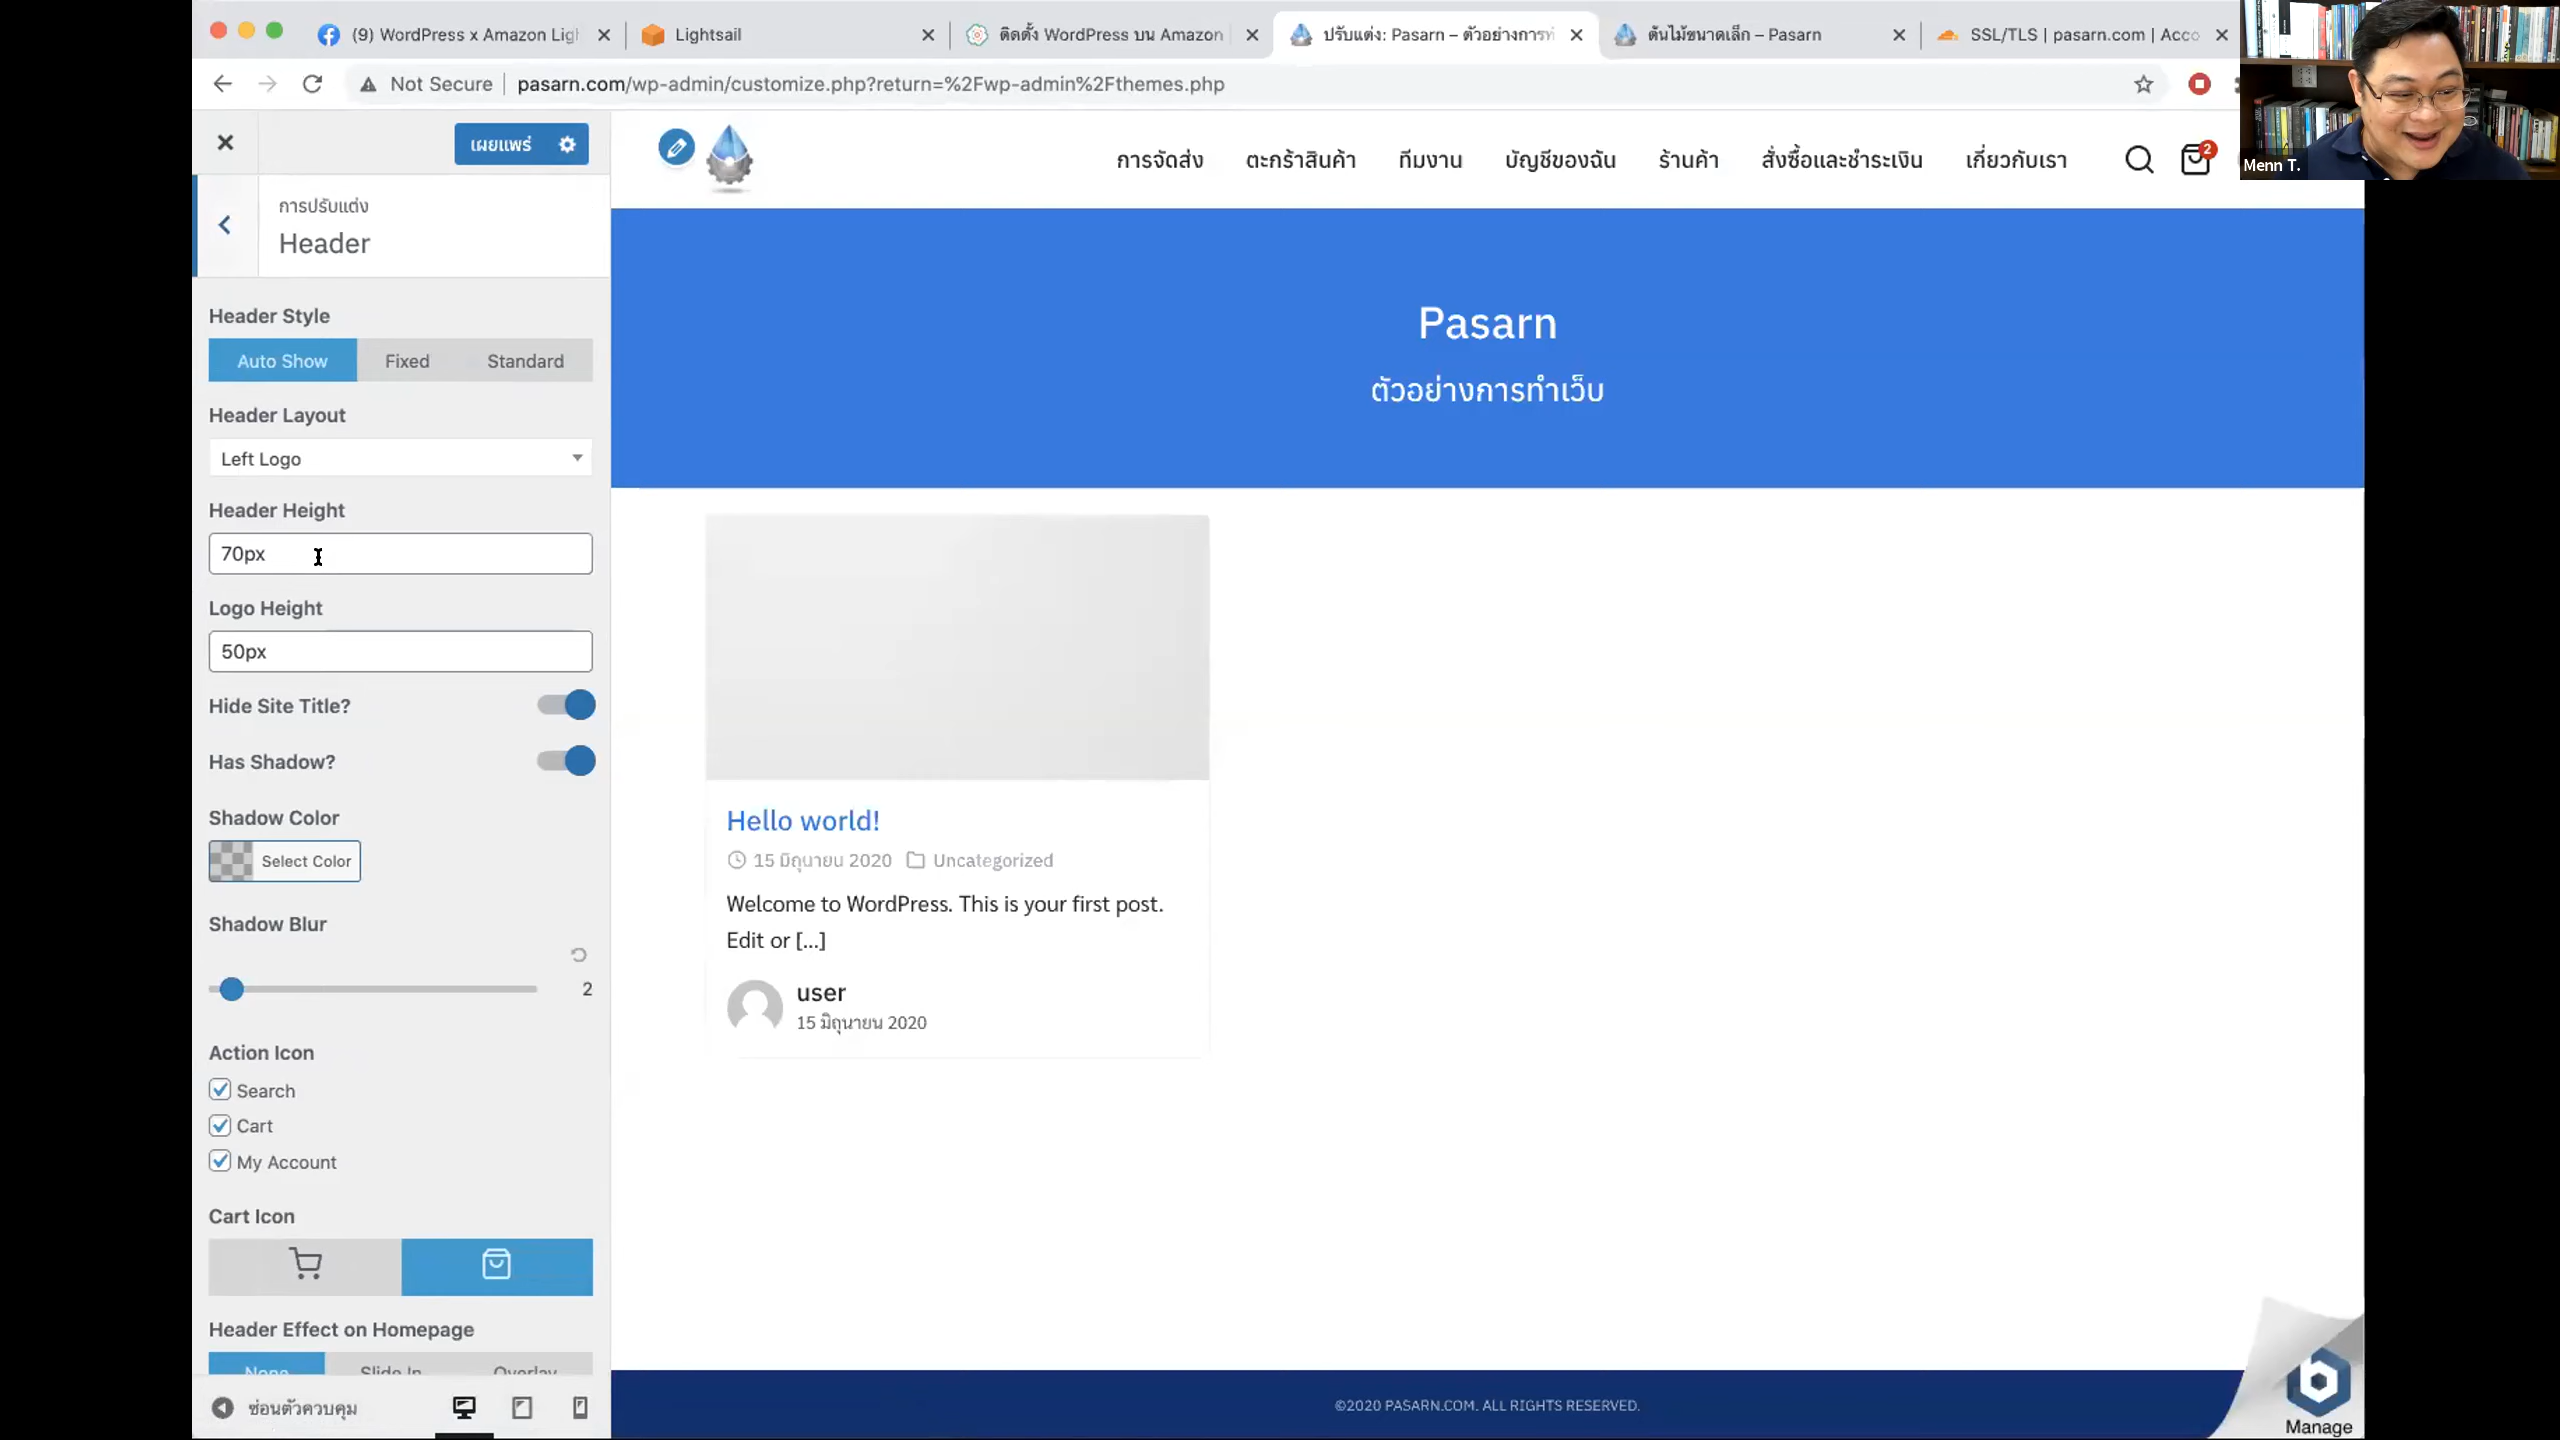 (9) WordPress x Amazon Ligh
Lightsail
ติดตั้ง WordPress บน Amazon
ปรับแต่ง: Pasarn – ตัวอย่างการทำ
ต้นไม้ขนาดเล็ก – Pasarn
SSL/TLS | pasarn.com | Acco
Not Secure
pasarn.com/wp-admin/customize.php?return=%2Fwp-admin%2Fthemes.php
Menn T.
เผยแพร่
การปรับแต่ง
Header
Header Style
Auto Show
Fixed
Standard
Header Layout
Left Logo
Header Height
70px
Logo Height
50px
Hide Site Title?
Has Shadow?
Shadow Color
Select Color
Shadow Blur
2
Action Icon
Search
Cart
My Account
Cart Icon
Header Effect on Homepage
None
Slide In
Overlay
ซ่อนตัวควบคุม
การจัดส่ง
ตะกร้าสินค้า
ทีมงาน
บัญชีของฉัน
ร้านค้า
สั่งซื้อและชำระเงิน
เกี่ยวกับเรา
2
Pasarn
ตัวอย่างการทำเว็บ
Hello world!
15 มิถุนายน 2020
Uncategorized
Welcome to WordPress. This is your first post.
Edit or [...]
user
15 มิถุนายน 2020
©2020 PASARN.COM. ALL RIGHTS RESERVED.
Manage